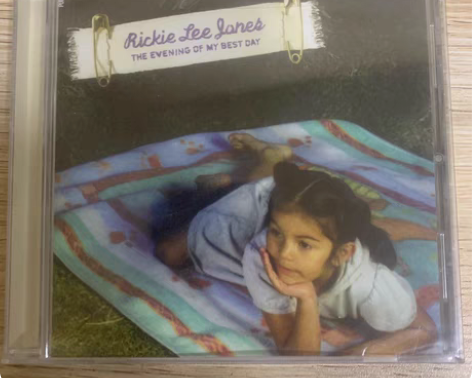 Rickie Lee Jones
THE EVENING OF MY BEST DAY